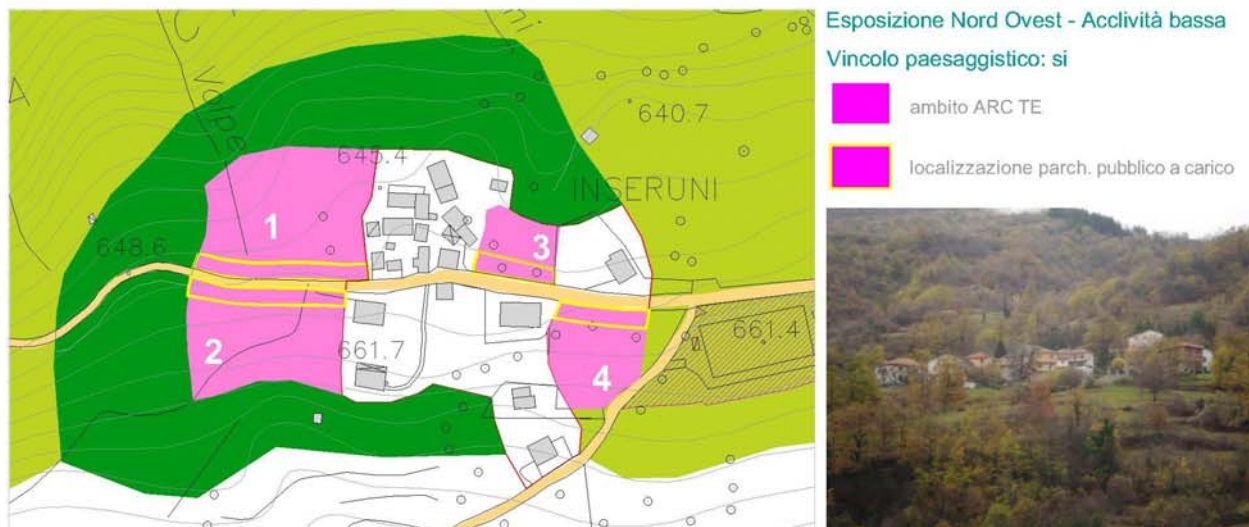 Esposizione Nord Ovest - Acclività bassa
Vincolo paesaggistico: si
ambito ARC TE
localizzazione parch. pubblico a carico
Volpe
640.7
645.4
INSERUNI
1
3
648.6
661.4
2
661.7
4